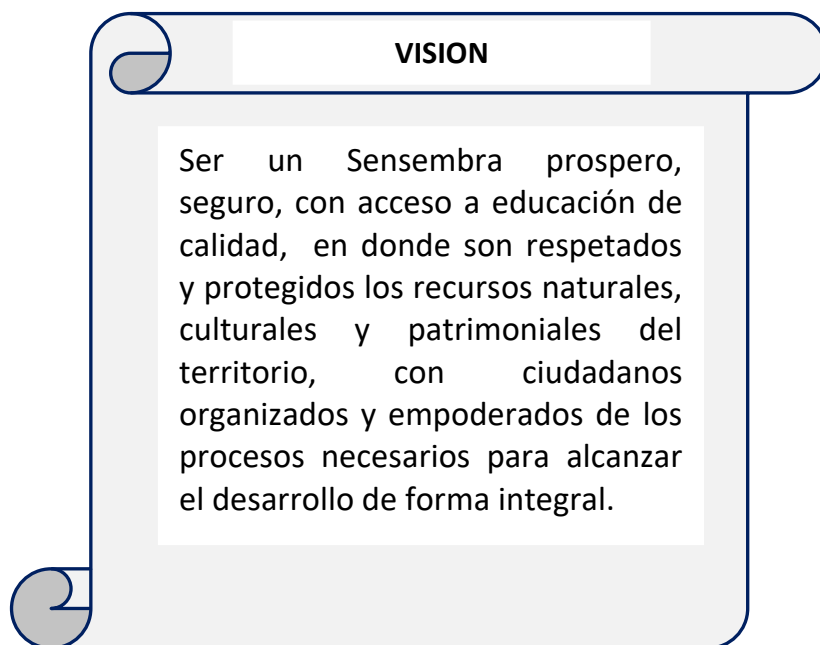 VISION
Ser un Sensembra prospero,
seguro, con acceso a educación de
calidad, en donde son respetados
y protegidos los recursos naturales,
culturales y patrimoniales del
territorio, con ciudadanos
organizados y empoderados de los
procesos necesarios para alcanzar
el desarrollo de forma integral.